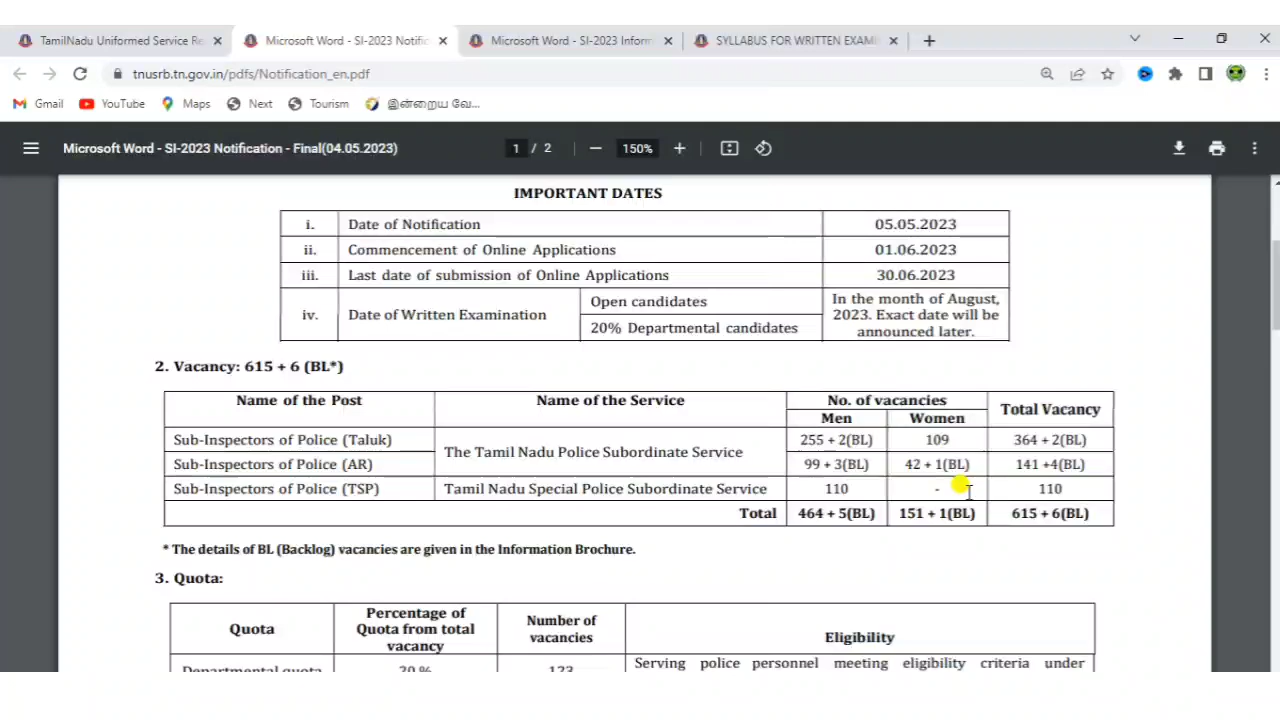 TamilNadu Uniformed Service Re
Microsoft Word - SI-2023 Notific
Microsoft Word - SI-2023 Inform
SYLLABUS FOR WRITTEN EXAMI
tnusrb.tn.gov.in/pdfs/Notification_en.pdf
Gmail YouTube Maps Next Tourism இன்றைய வே...
Microsoft Word - SI-2023 Notification - Final(04.05.2023) 1 / 2 150%
IMPORTANT DATES
i. Date of Notification 05.05.2023
ii. Commencement of Online Applications 01.06.2023
iii. Last date of submission of Online Applications 30.06.2023
iv. Date of Written Examination Open candidates
20% Departmental candidates
In the month of August,
2023. Exact date will be
announced later.
2. Vacancy: 615 + 6 (BL*)
Name of the Post Name of the Service No. of vacancies Total Vacancy
Men Women
Sub-Inspectors of Police (Taluk) The Tamil Nadu Police Subordinate Service 255 + 2(BL) 109 364 + 2(BL)
Sub-Inspectors of Police (AR) 99 + 3(BL) 42 + 1(BL) 141 +4(BL)
Sub-Inspectors of Police (TSP) Tamil Nadu Special Police Subordinate Service 110 - 110
Total 464 + 5(BL) 151 + 1(BL) 615 + 6(BL)
* The details of BL (Backlog) vacancies are given in the Information Brochure.
3. Quota:
Quota
Percentage of
Quota from total
vacancy
Number of
vacancies
Eligibility
Departmental quota 20 % 123 Serving police personnel meeting eligibility criteria under